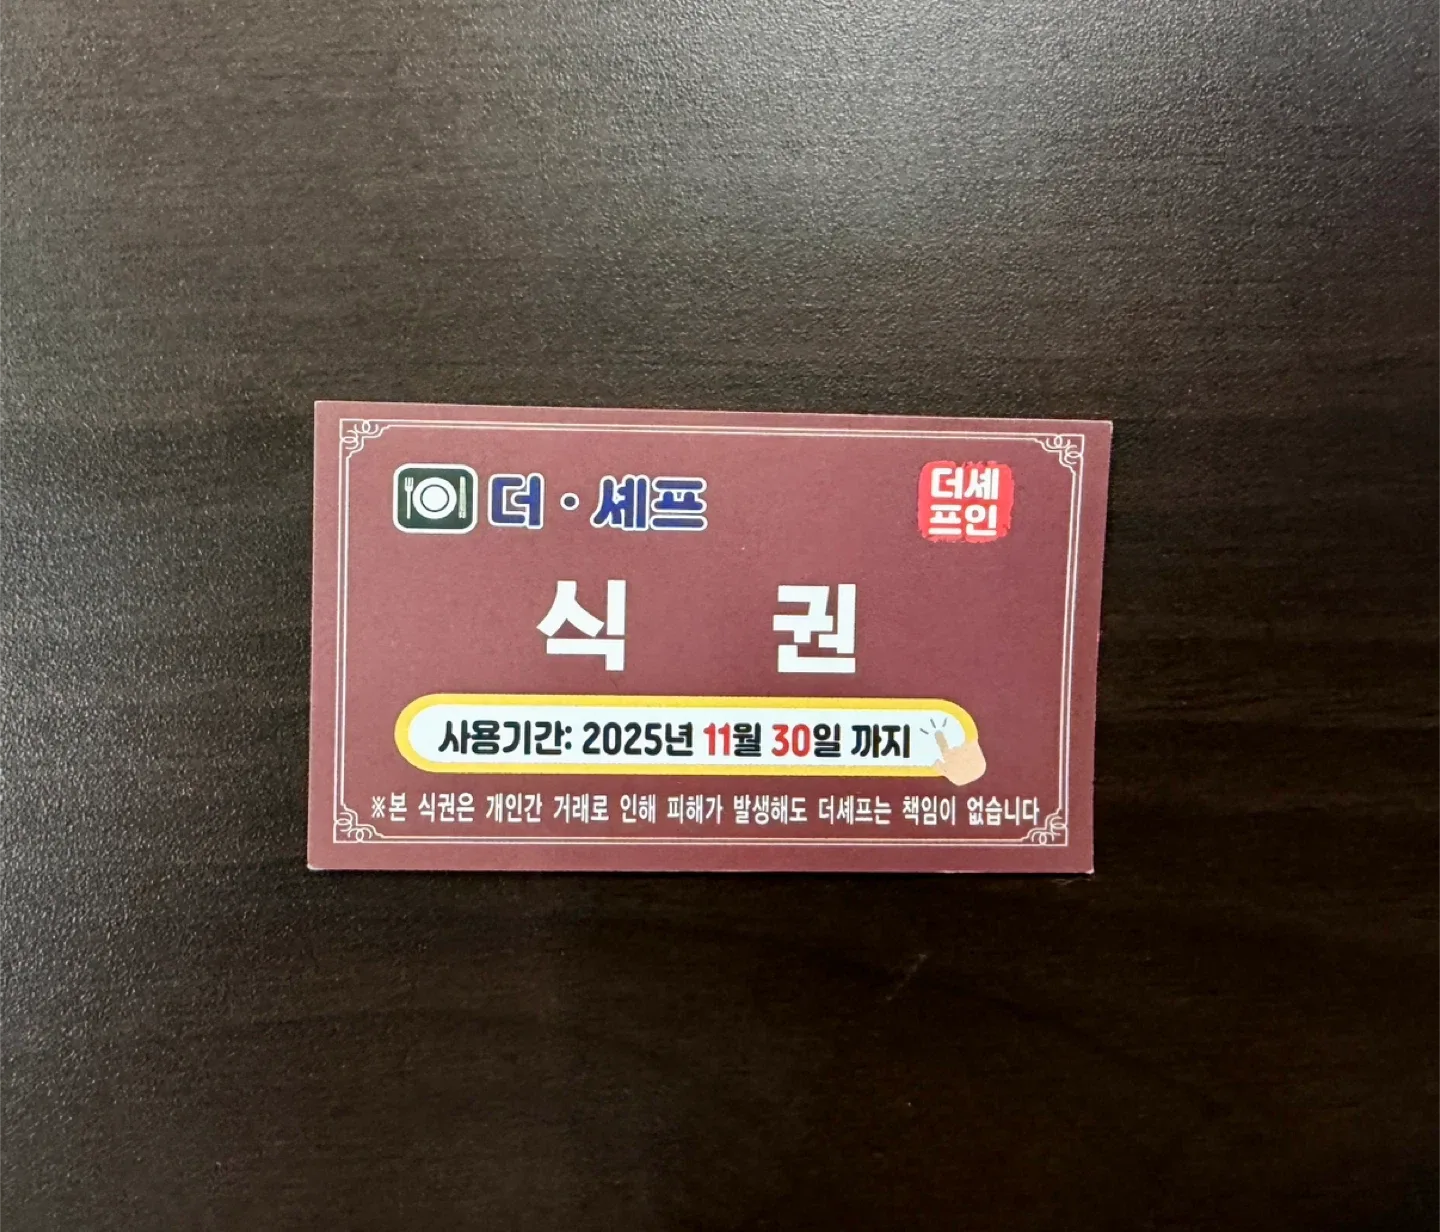 더·셰프
더셰
프인
식 권
사용기간: 2025년 11월 30일 까지
※본 식권은 개인간 거래로 인해 피해가 발생해도 더셰프는 책임이 없습니다